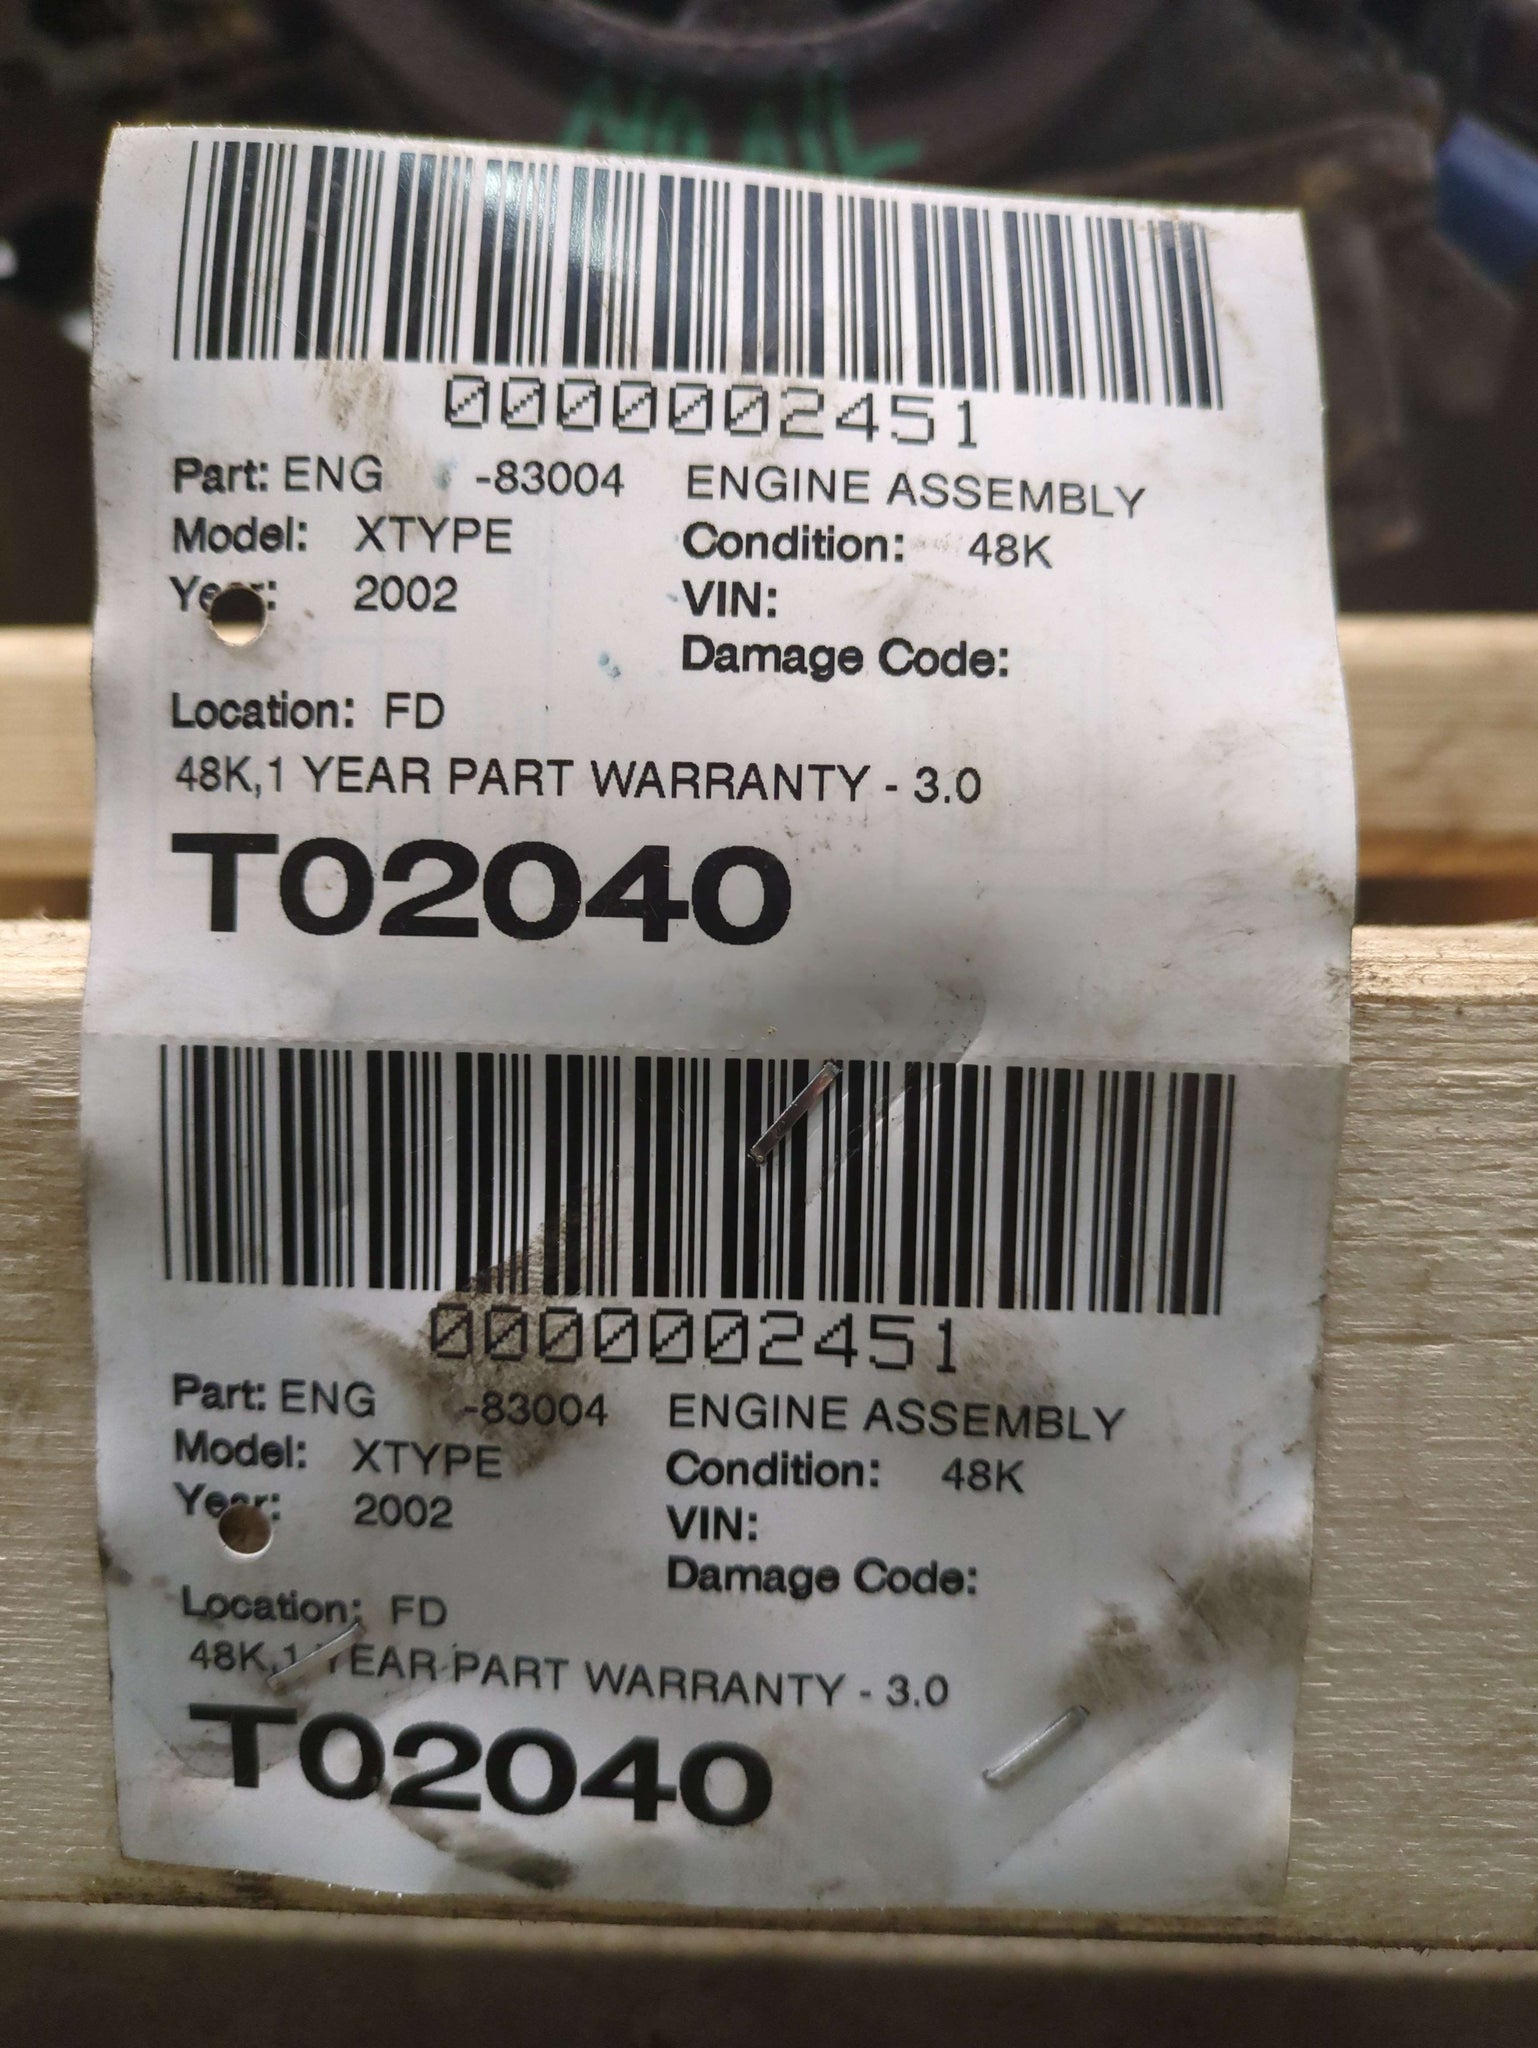 0000002451
Part: ENG -83004 ENGINE ASSEMBLY
Model: XTYPE Condition: 48K
Year: 2002 VIN:
Damage Code:
Location: FD
48K,1 YEAR PART WARRANTY - 3.0
T02040
0000002451
Part: ENG -83004 ENGINE ASSEMBLY
Model: XTYPE Condition: 48K
Year: 2002 VIN:
Damage Code:
Location: FD
48K,1 YEAR PART WARRANTY - 3.0
T02040